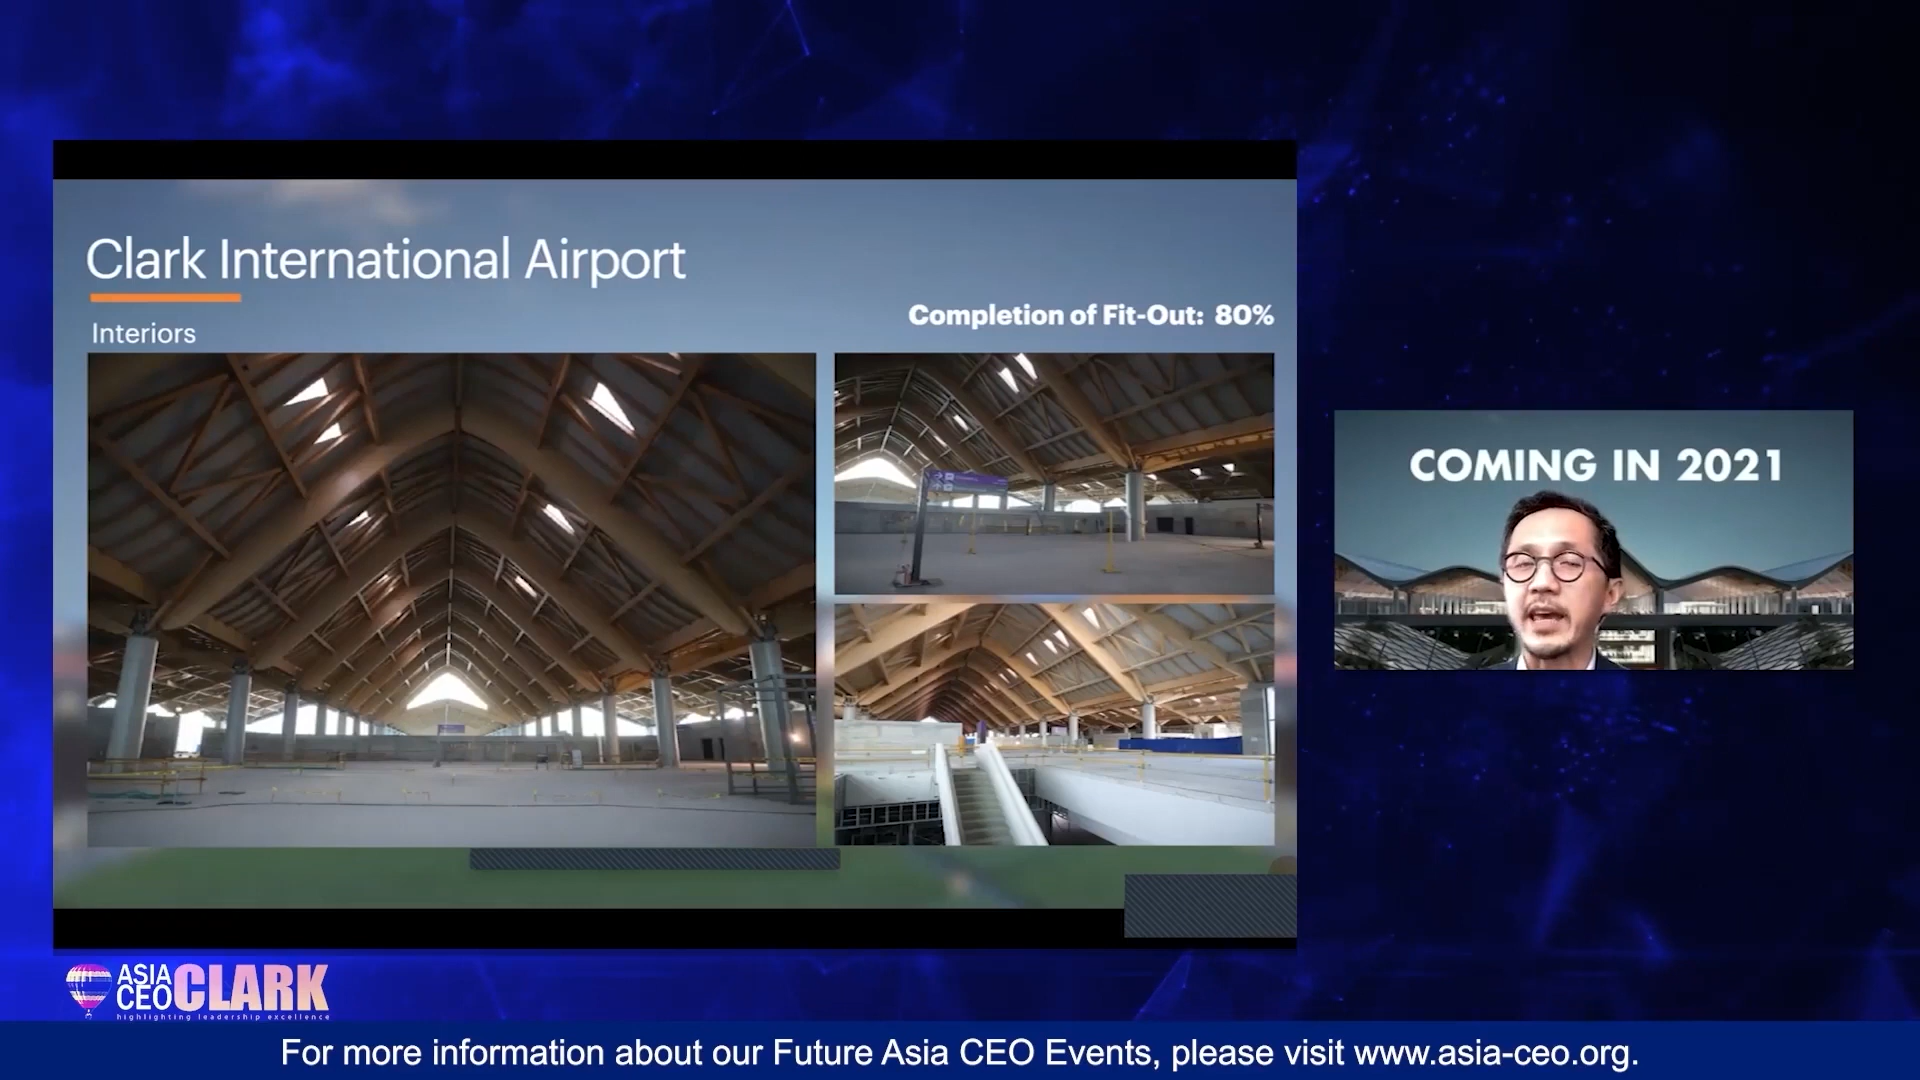 Clark International Airport
Completion of Fit-Out: 80%
Interiors
COMING IN 2021
ASIA
CEO CLARK
highlighting leadership excellence
For more information about our Future Asia CEO Events, please visit www.asia-ceo.org.